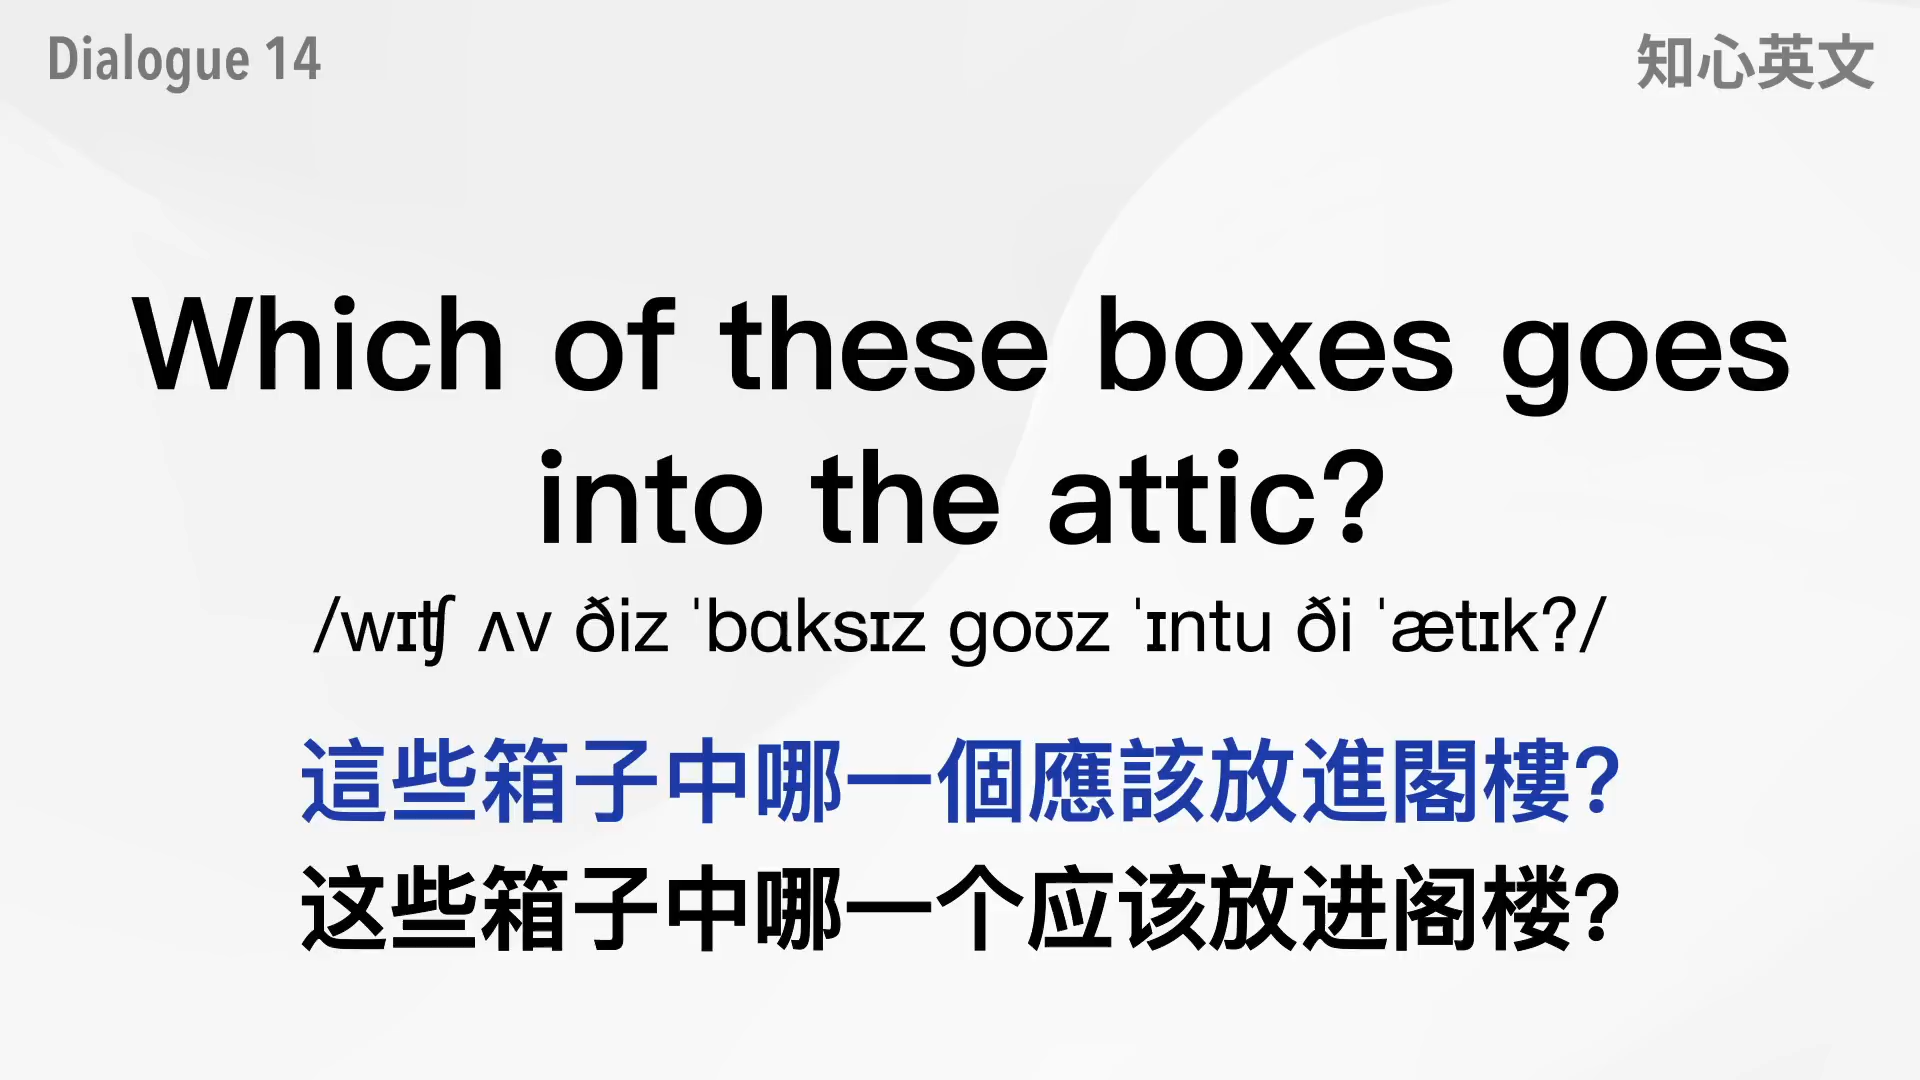 Dialogue 14
知心英文
Which of these boxes goes
into the attic?
/wɪʧ ʌv ðiz ˈbɑksɪz goʊz ˈɪntu ði ˈætɪk?/
這些箱子中哪一個應該放進閣樓?
这些箱子中哪一个应该放进阁楼?